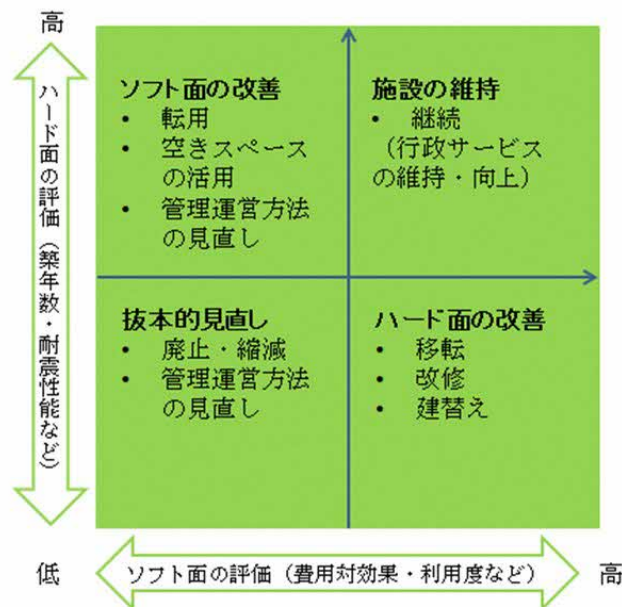 高
ハード面の評価（築年数・耐震性能など）
ソフト面の改善
• 転用
• 空きスペース
の活用
• 管理運営方法
の見直し
施設の維持
• 継続
（行政サービス
の維持・向上）
抜本的見直し
• 廃止・縮減
• 管理運営方法
の見直し
ハード面の改善
• 移転
• 改修
• 建替え
低
ソフト面の評価（費用対効果・利用度など）
高